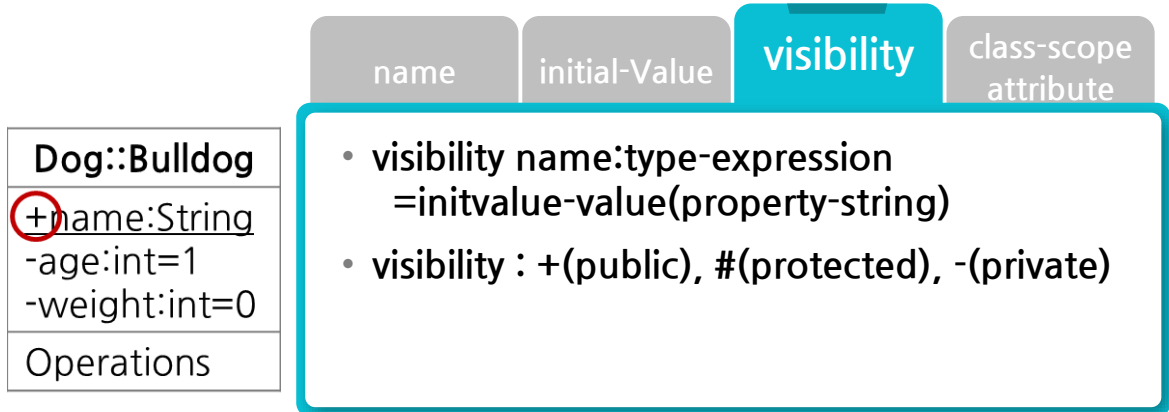 name
initial-Value
visibility
class-scope
attribute
Dog::Bulldog
+name:String
-age:int=1
-weight:int=0
Operations
• visibility name:type-expression
=initvalue-value(property-string)
• visibility : +(public), #(protected), -(private)